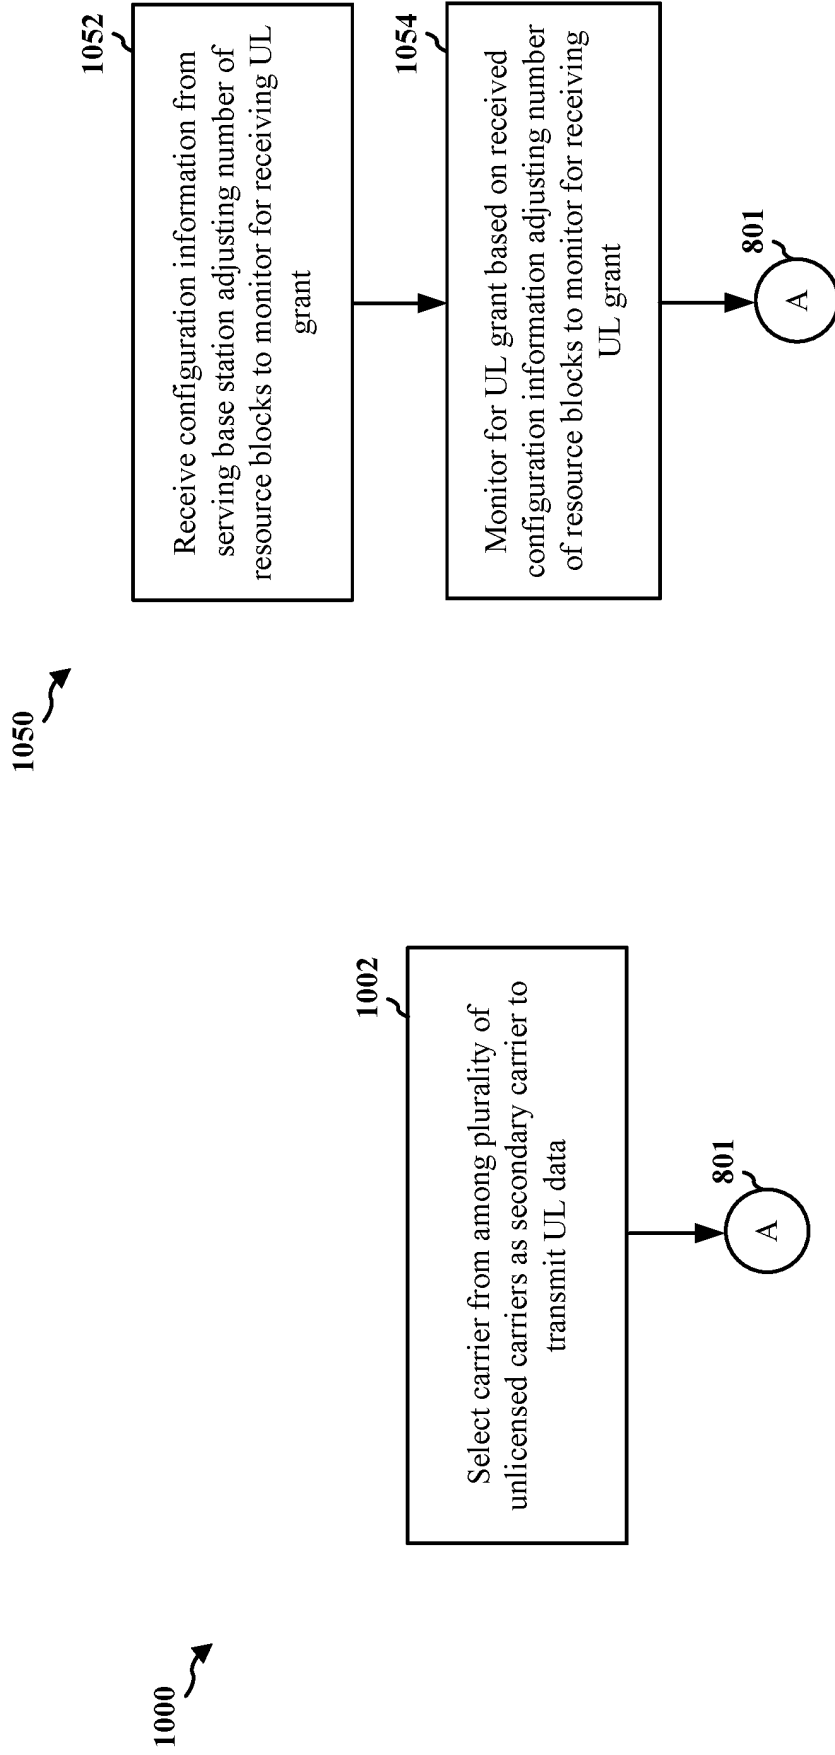 1000
1002
Select carrier from among plurality of
unlicensed carriers as secondary carrier to
transmit UL data
801
A
1050
1052
Receive configuration information from
serving base station adjusting number of
resource blocks to monitor for receiving UL
grant
1054
Monitor for UL grant based on received
configuration information adjusting number
of resource blocks to monitor for receiving
UL grant
801
A